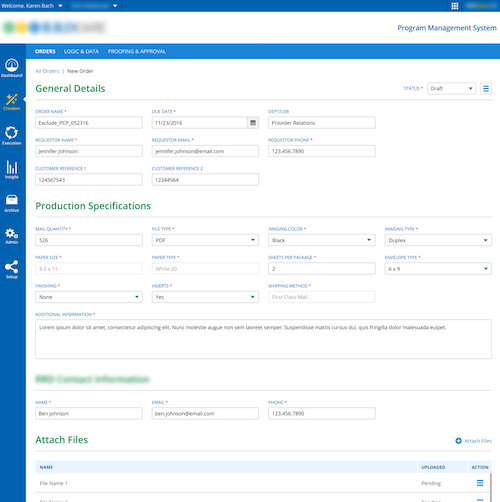 Welcome, Karen Bach
Program Management System
ORDERS LOGIC & DATA PROOFING & APPROVAL
Dashboard
Creation
Execution
Insight
Archive
Admin
Setup
All Orders | New Order
General Details
STATUS * Draft
ORDER NAME * DUE DATE * DEPT/LOB
Exclude_PCP_052316 11/23/2016 Provider Relations
REQUESTOR NAME * REQUESTOR EMAIL * REQUESTOR PHONE *
Jennifer Johnson jennifer.johnson@email.com 123.456.7890
CUSTOMER REFERENCE 1 CUSTOMER REFERENCE 2
124567543 12344564
Production Specifications
MAIL QUANTITY * FILE TYPE * IMAGING COLOR * IMAGING TYPE *
526 PDF Black Duplex
PAPER SIZE * PAPER TYPE * SHEETS PER PACKAGE * ENVELOPE TYPE *
8.5 x 11 White 20 2 6 x 9
FINISHING * INSERTS * SHIPPING METHOD *
None Yes First Class Mail
ADDITIONAL INFORMATION *
Lorem ipsum dolor sit amet, consectetur adipiscing elit. Nunc molestie augue non sem laoreet semper. Suspendisse mattis cursus dui, quis fringilla dolor malesuada euipet.
NAME * EMAIL * PHONE *
Ben Johnson ben.johnson@email.com 123.456.7890
Attach Files
Attach Files
NAME UPLOADED ACTION
File Name 1 Pending